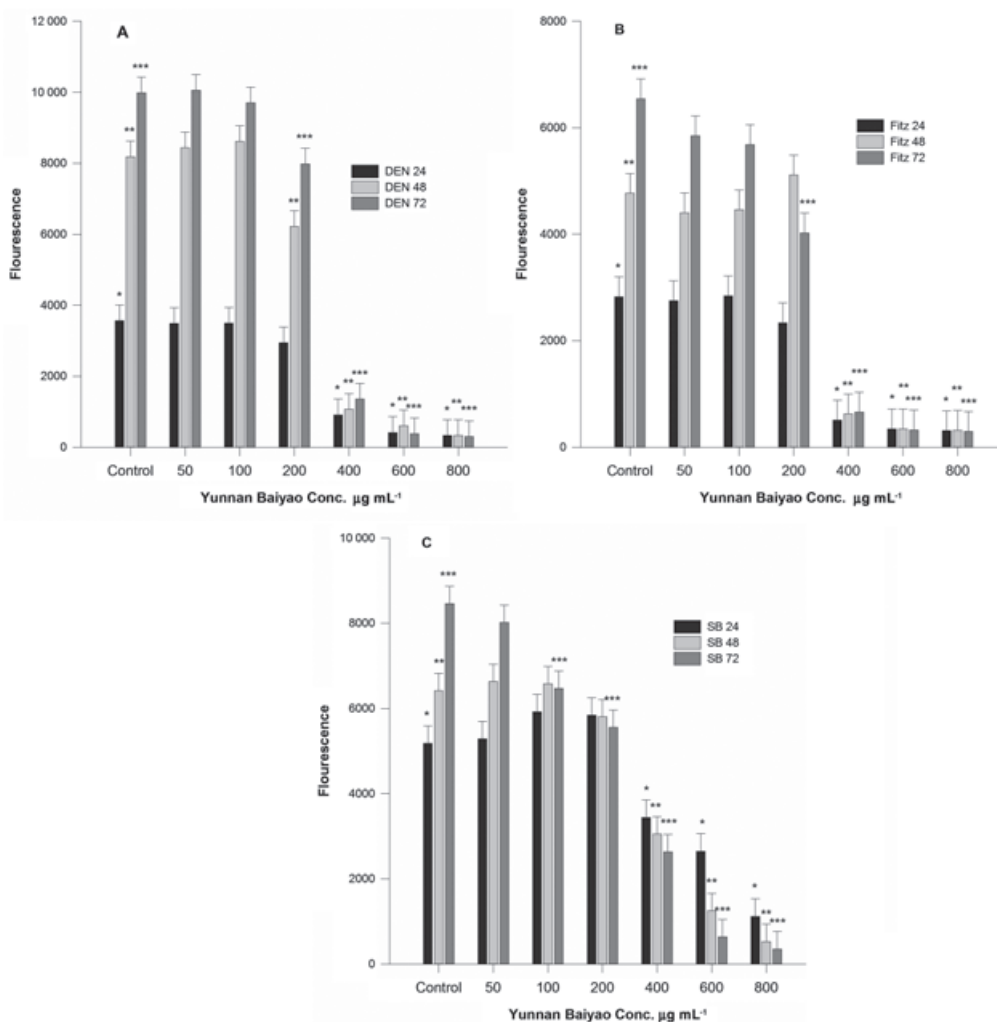 A
12 000
10 000
8000
6000
4000
2000
0
Flourescence
* ** ***
** ***
* ** ***
* ** ***
* ** ***
DEN 24
DEN 48
DEN 72
Control 50 100 200 400 600 800
Yunnan Baiyao Conc. μg mL-1
B
8000
6000
4000
2000
0
Flourescence
* ** ***
***
* ** ***
* ** ***
* ** ***
Fitz 24
Fitz 48
Fitz 72
Control 50 100 200 400 600 800
Yunnan Baiyao Conc. μg mL-1
C
10 000
8000
6000
4000
2000
0
Flourescence
* ** ***
***
***
* ** ***
* ** ***
* ** ***
SB 24
SB 48
SB 72
Control 50 100 200 400 600 800
Yunnan Baiyao Conc. μg mL-1